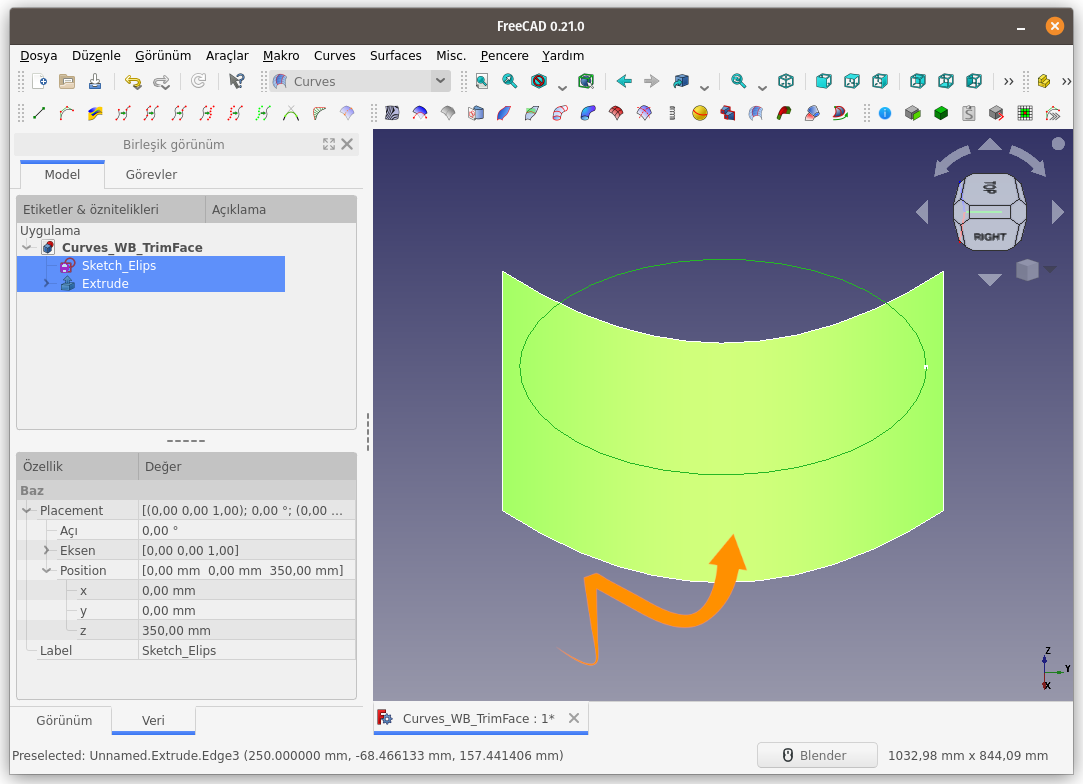 FreeCAD 0.21.0
Dosya Düzenle Görünüm Araçlar Makro Curves Surfaces Misc. Pencere Yardım
Curves
Birleşik görünüm
Model Görevler
Etiketler & öznitelikleri Açıklama
Uygulama
Curves_WB_TrimFace
Sketch_Elips
Extrude
TOP
RIGHT
Özellik Değer
Baz
Placement [(0,00 0,00 1,00); 0,00 °; (0,00 ...
Açı 0,00 °
Eksen [0,00 0,00 1,00]
Position [0,00 mm 0,00 mm 350,00 mm]
x 0,00 mm
y 0,00 mm
z 350,00 mm
Label Sketch_Elips
Z
Y
X
Görünüm Veri
Curves_WB_TrimFace : 1*
Preselected: Unnamed.Extrude.Edge3 (250.000000 mm, -68.466133 mm, 157.441406 mm)
Blender
1032,98 mm x 844,09 mm